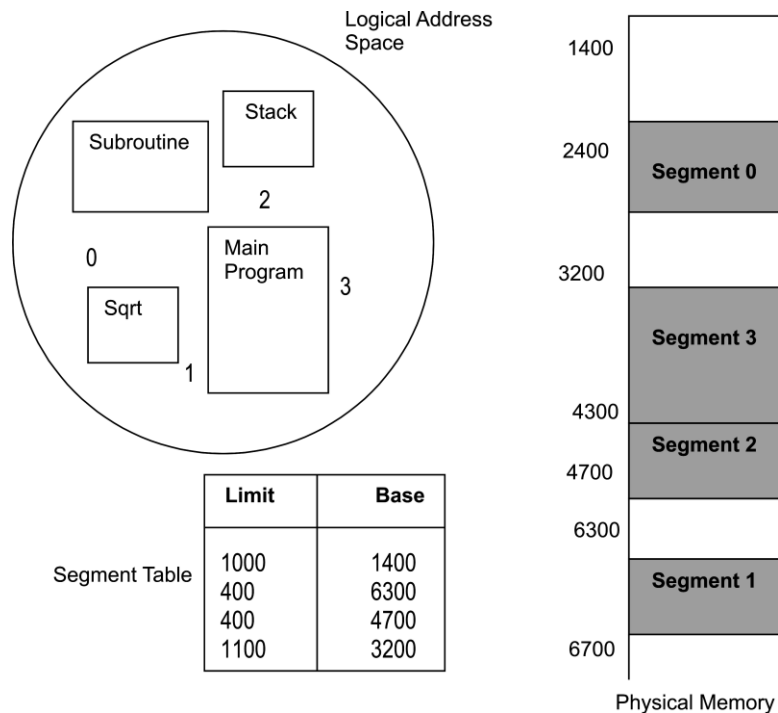 Logical Address
Space
Stack
Subroutine
2
Main
Program
0
3
Sqrt
1
Limit Base
Segment Table
1000 1400
400 6300
400 4700
1100 3200
1400
2400
Segment 0
3200
Segment 3
4300
Segment 2
4700
6300
Segment 1
6700
Physical Memory